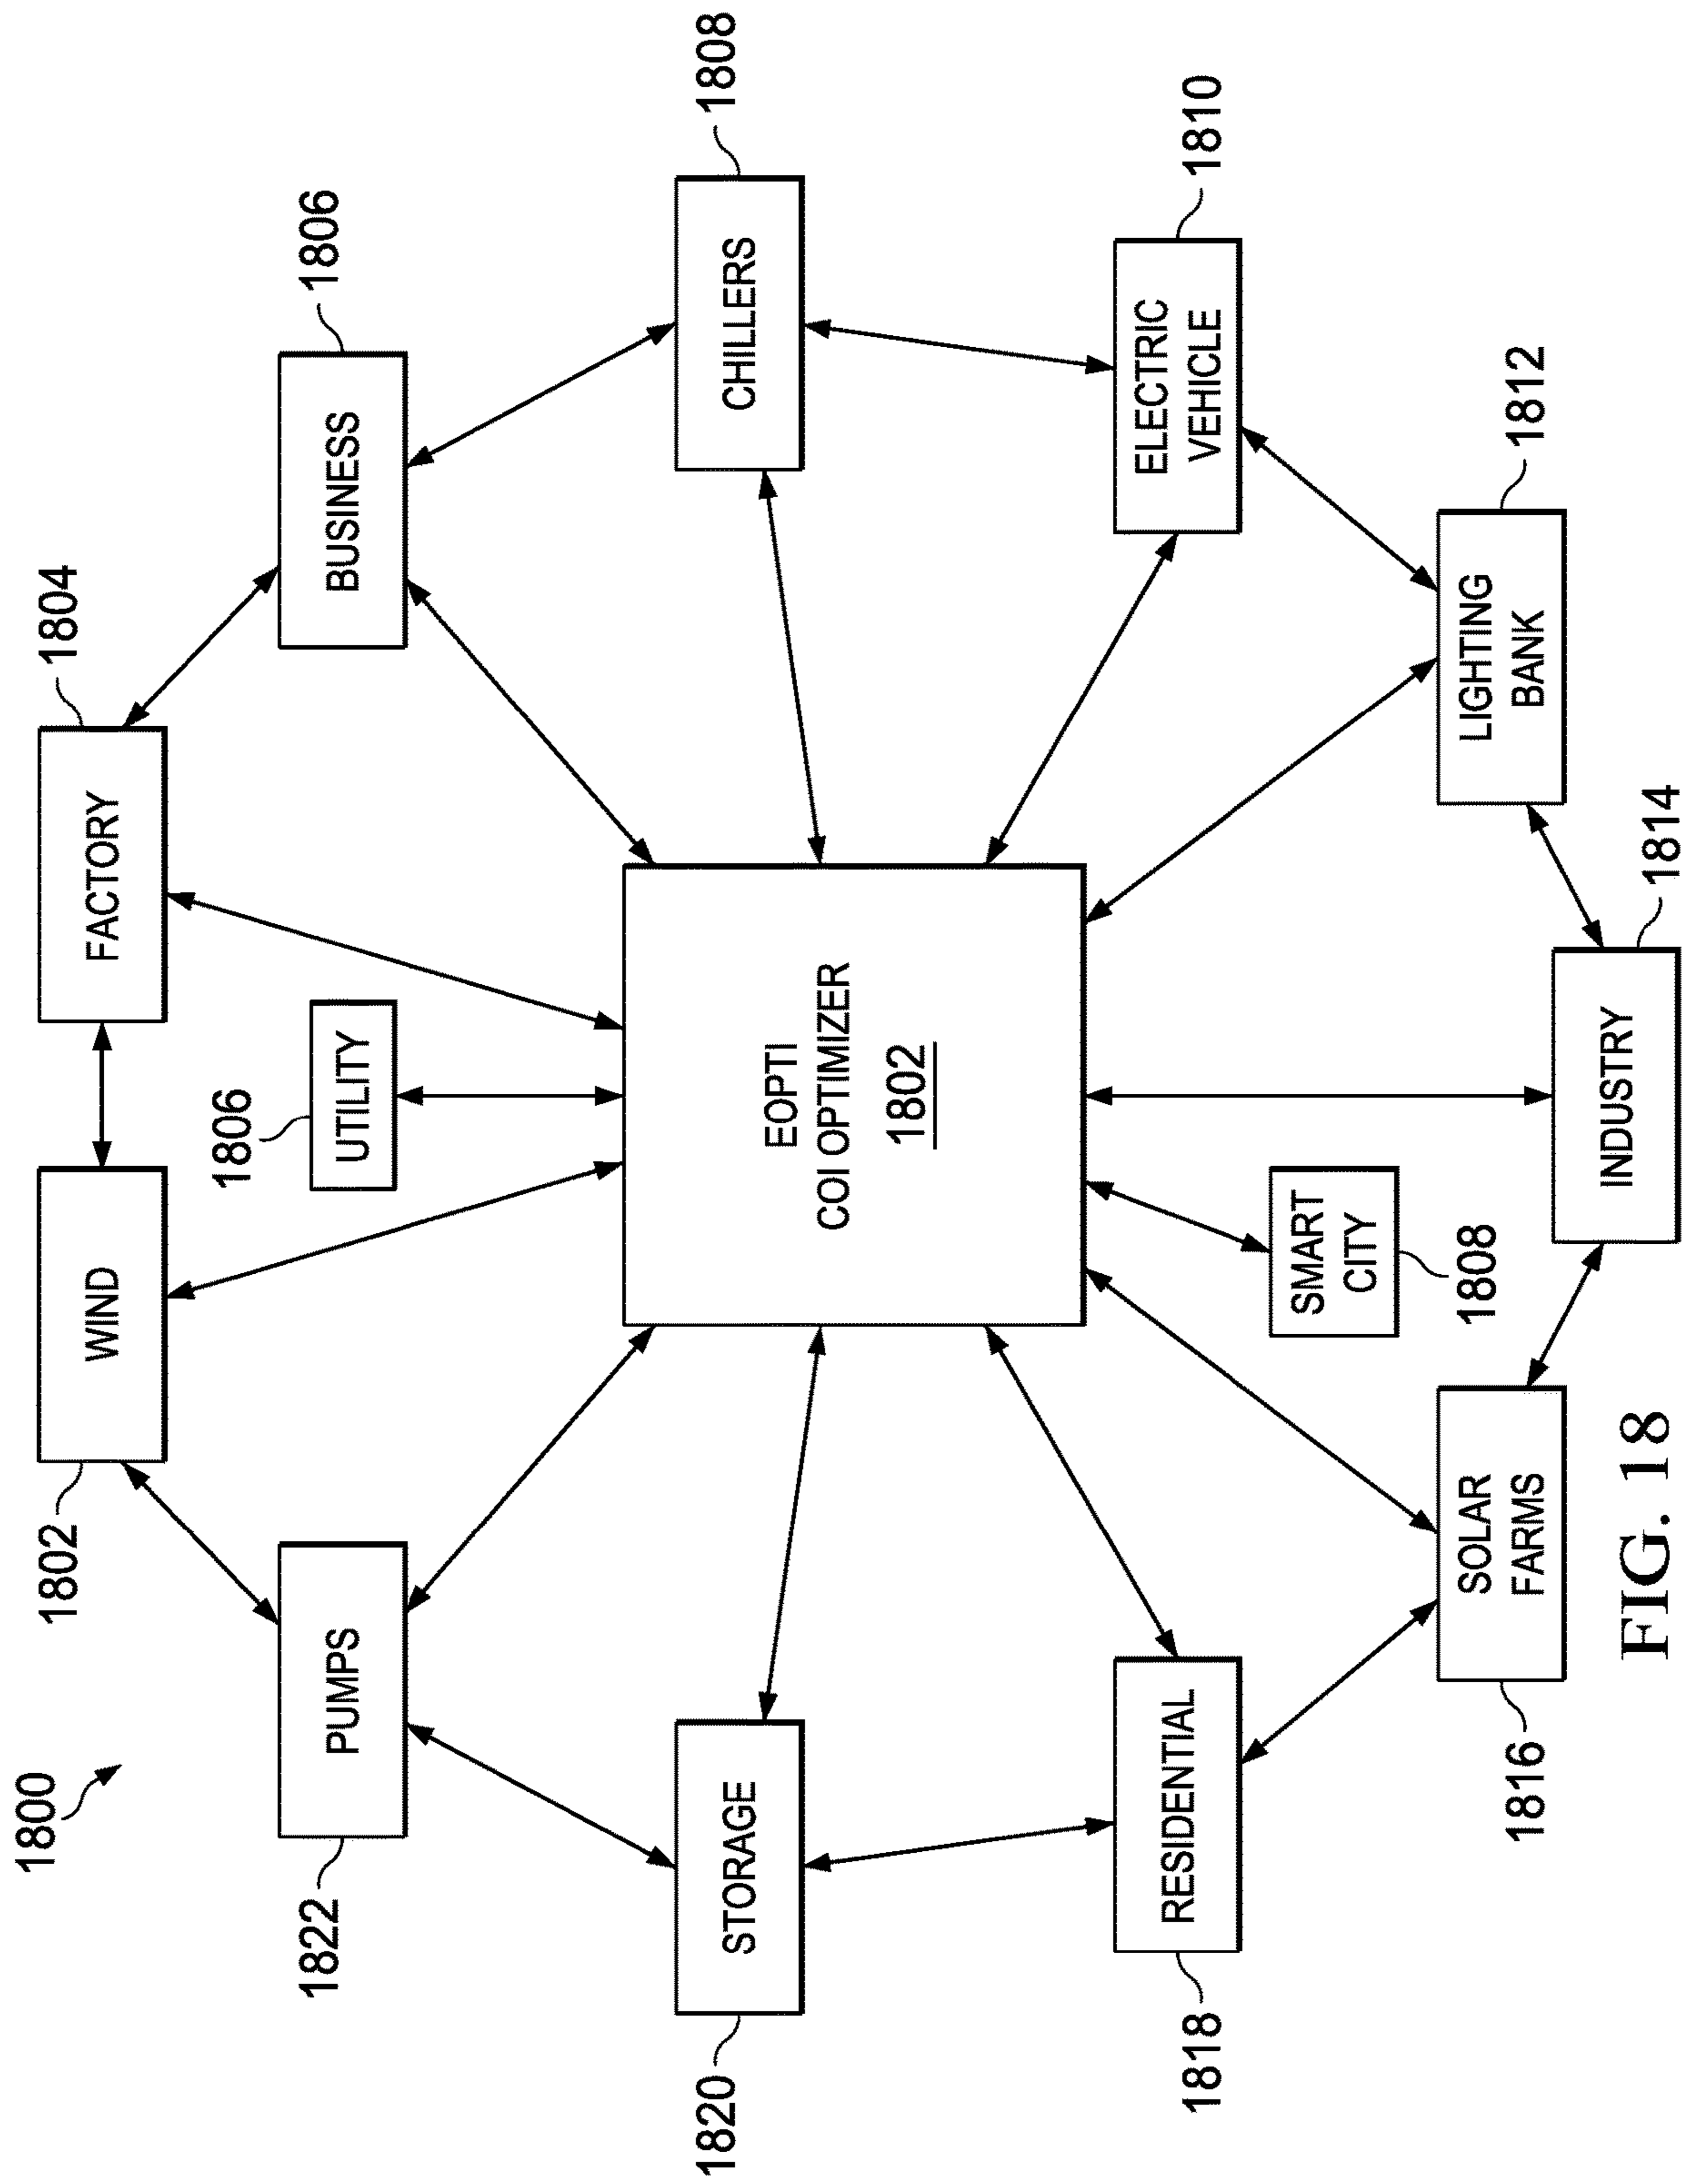 1800
1802
WIND
1804
FACTORY
1822
PUMPS
1806
UTILITY
1806
BUSINESS
1820
STORAGE
EOPTI
COI OPTIMIZER
1802
1808
CHILLERS
1818
RESIDENTIAL
1810
ELECTRIC
VEHICLE
SMART
CITY
1808
1816
SOLAR
FARMS
1812
LIGHTING
BANK
INDUSTRY
1814
FIG. 18